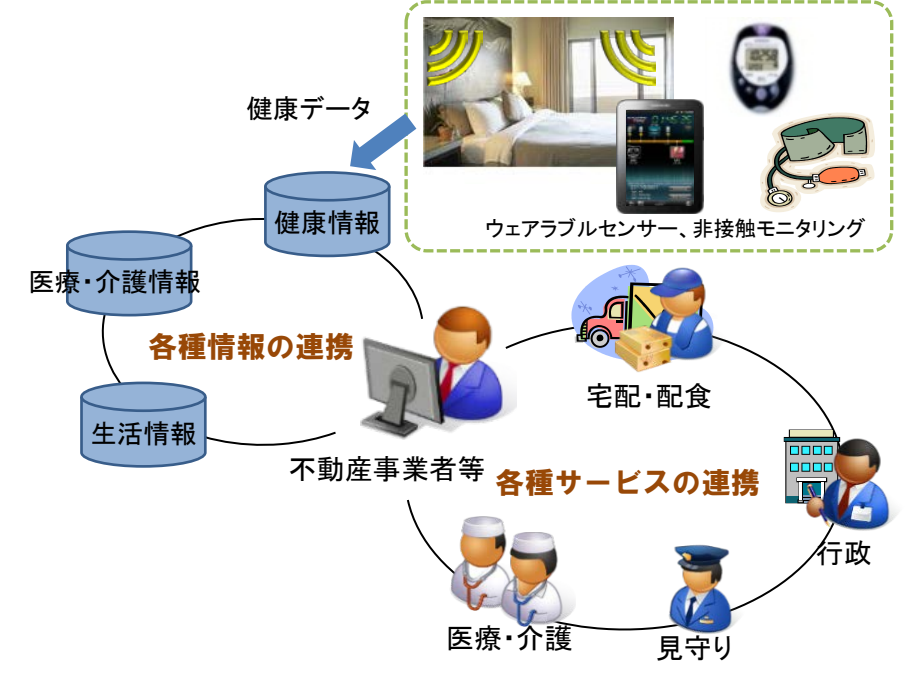 健康データ
ウェアラブルセンサー、非接触モニタリング
健康情報
医療・介護情報
各種情報の連携
生活情報
不動産事業者等
宅配・配食
各種サービスの連携
行政
医療・介護
見守り